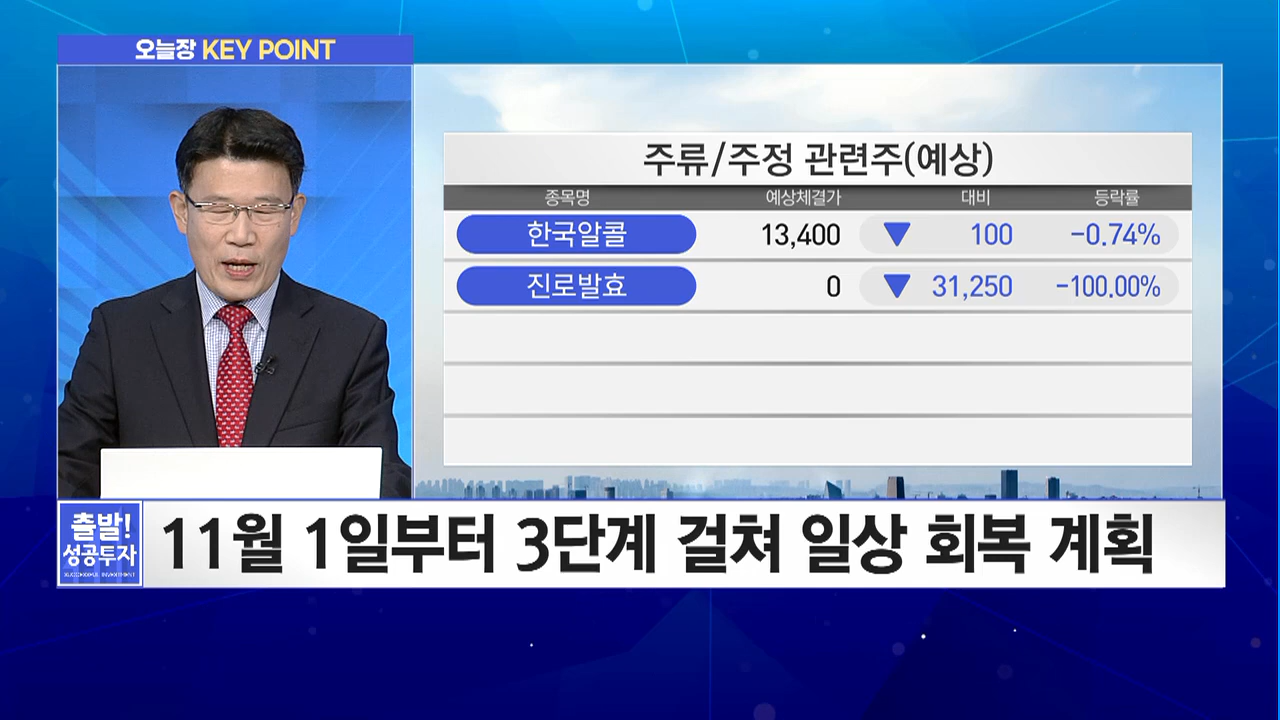 오늘장 KEY POINT
주류/주정 관련주(예상)
종목명 예상체결가 대비 등락률
한국알콜 13,400 ▼ 100 -0.74%
진로발효 0 ▼ 31,250 -100.00%
출발!
성공투자
SUCCESSFUL INVESTMENT
11월 1일부터 3단계 걸쳐 일상 회복 계획